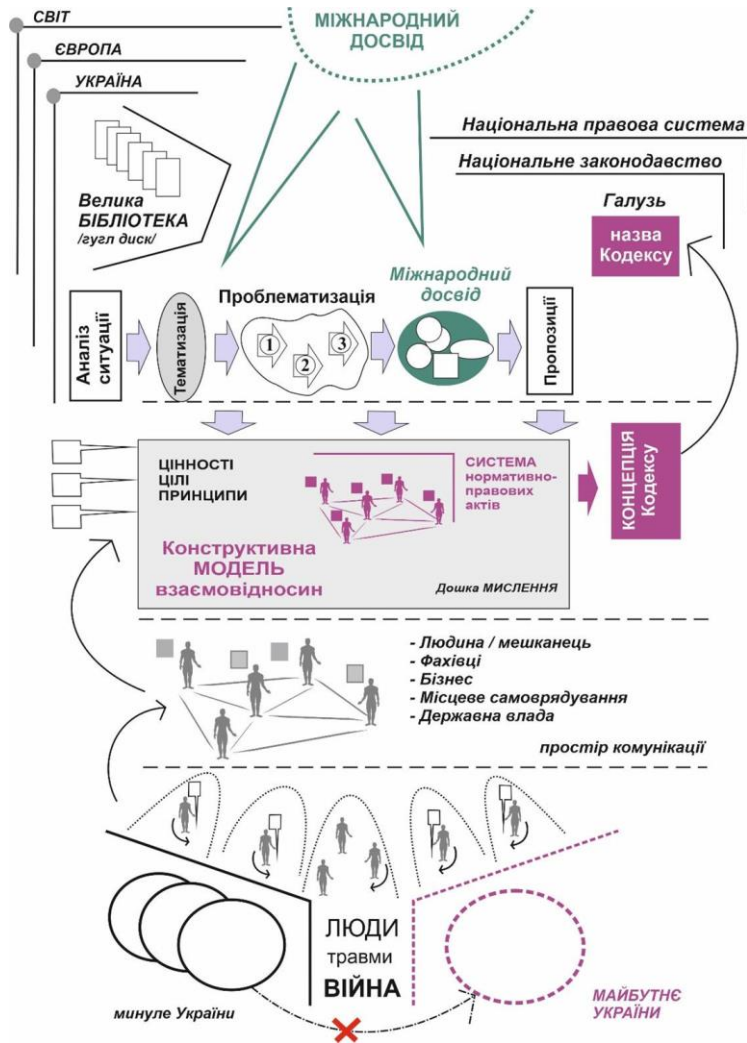 СВІТ
ЄВРОПА
УКРАЇНА
МІЖНАРОДНИЙ
ДОСВІД
Національна правова система
Національне законодавство
Галузь
назва
Кодексу
Велика
БІБЛІОТЕКА
/гугл диск/
Аналіз
ситуації
Тематизація
Проблематизація
1
2
3
Міжнародний
досвід
Пропозиції
ЦІННОСТІ
ЦІЛІ
ПРИНЦИПИ
СИСТЕМА
нормативно-
правових
актів
Конструктивна
МОДЕЛЬ
взаємовідносин
Дошка МИСЛЕННЯ
КОНЦЕПЦІЯ
Кодексу
- Людина / мешканець
- Фахівці
- Бізнес
- Місцеве самоврядування
- Державна влада
простір комунікації
ЛЮДИ
травми
ВІЙНА
минуле України
МАЙБУТНЄ
УКРАЇНИ